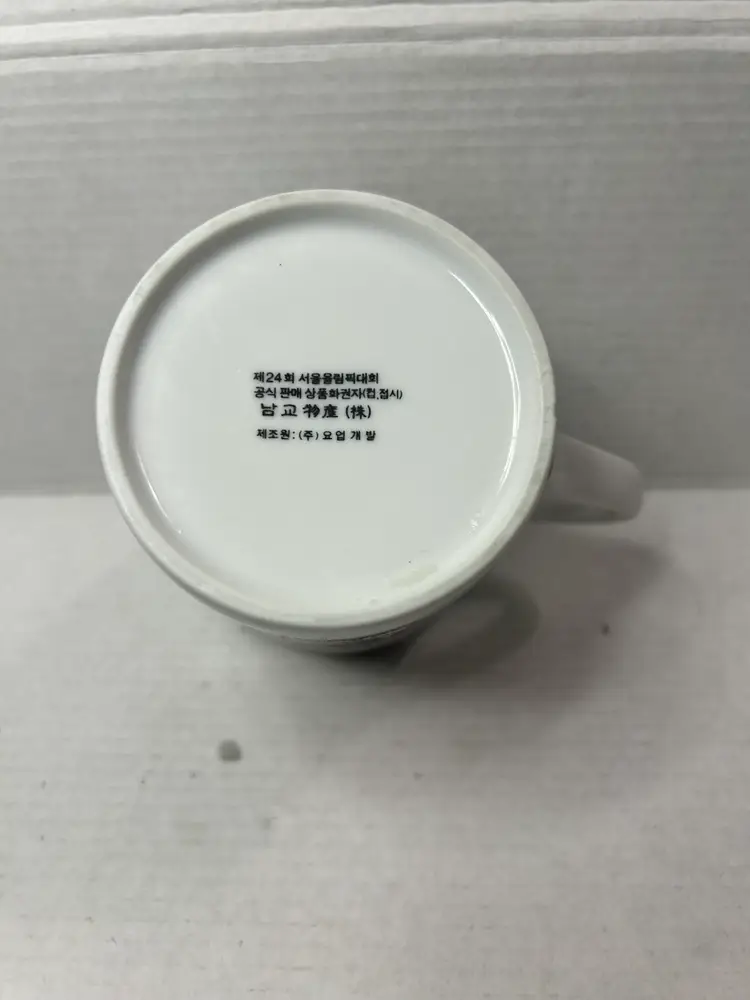 제24회 서울올림픽대회
공식 판매 상품화권자(컵,접시)
남교物産(株)
제조원:(주)요업개발